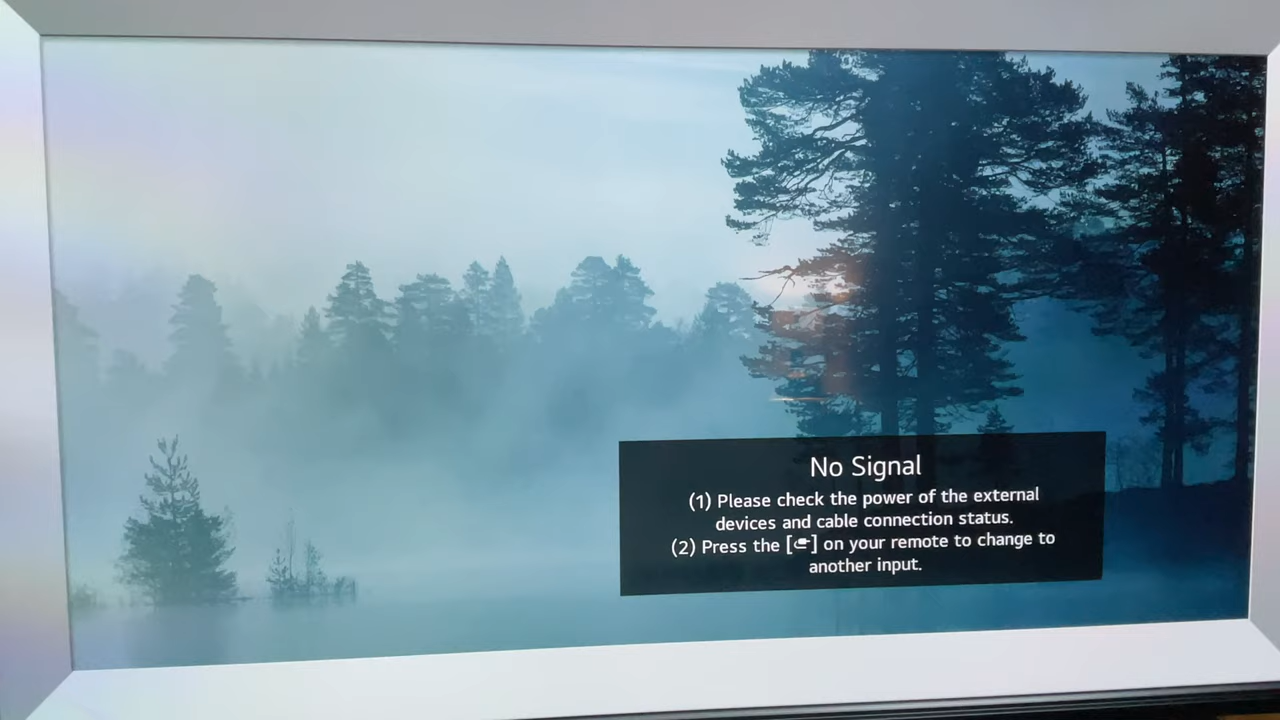 No Signal
(1) Please check the power of the external
devices and cable connection status.
(2) Press the [] on your remote to change to
another input.